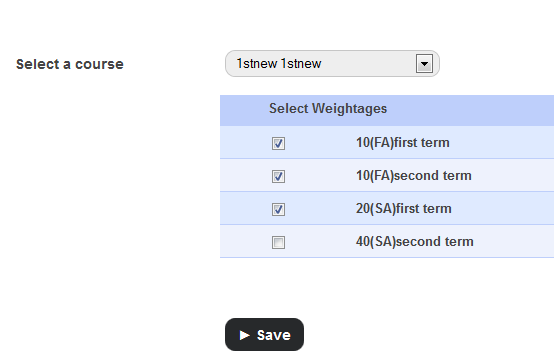 Select a course
1stnew 1stnew
Select Weightages
10(FA)first term
10(FA)second term
20(SA)first term
40(SA)second term
Save